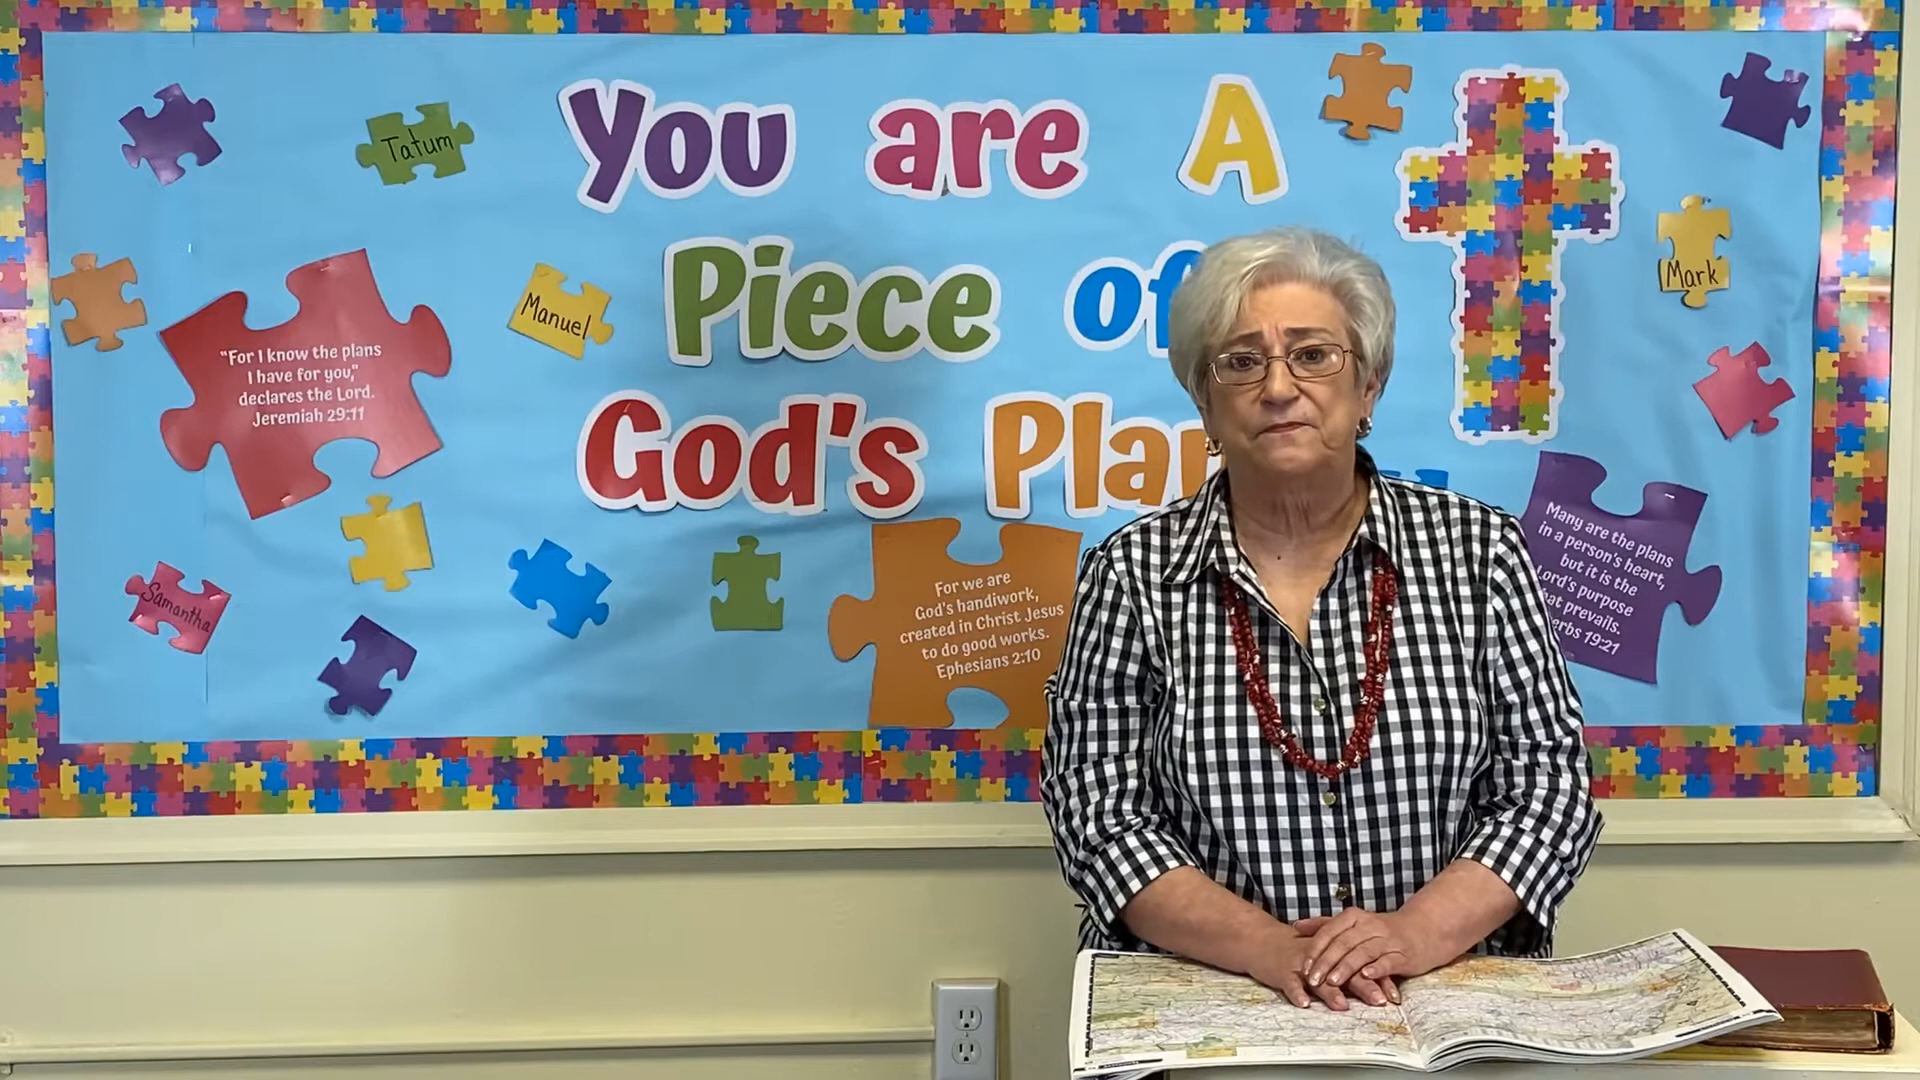 You are A
Piece of
God's Plan
Tatum
Manuel
Mark
Samantha
"For I know the plans
I have for you,"
declares the Lord.
Jeremiah 29:11
For we are
God's handiwork,
created in Christ Jesus
to do good works.
Ephesians 2:10
Many are the plans
in a person's heart,
but it is the
Lord's purpose
hat prevails.
erbs 19:21